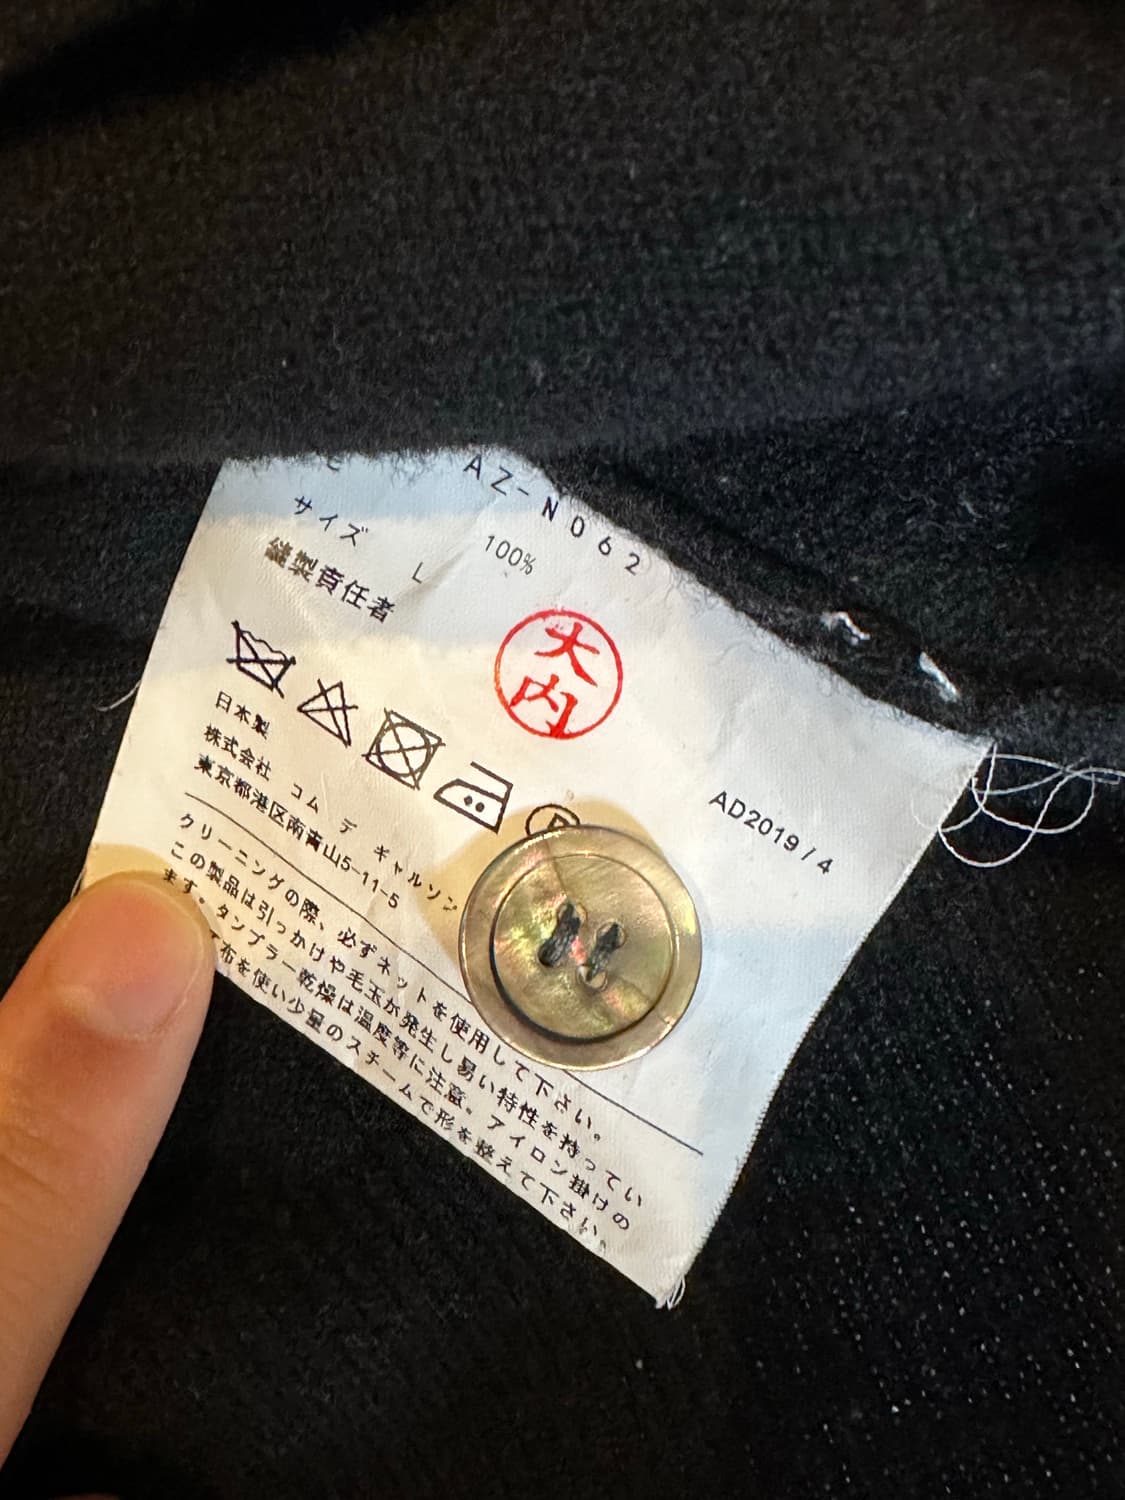 AZ-N062
100%
サイズ L
縫製責任者
大内
AD2019/4
日本製
株式会社 コム デ ギャルソン
東京都港区南青山5-11-5
クリーニングの際、必ずネットを使用して下さい。
この製品は引っかけや毛玉が発生し易い特性を持ってい
ます。タンブラー乾燥は温度等に注意。アイロン掛けの
布を使い少量のスチームで形を整えて下さい。